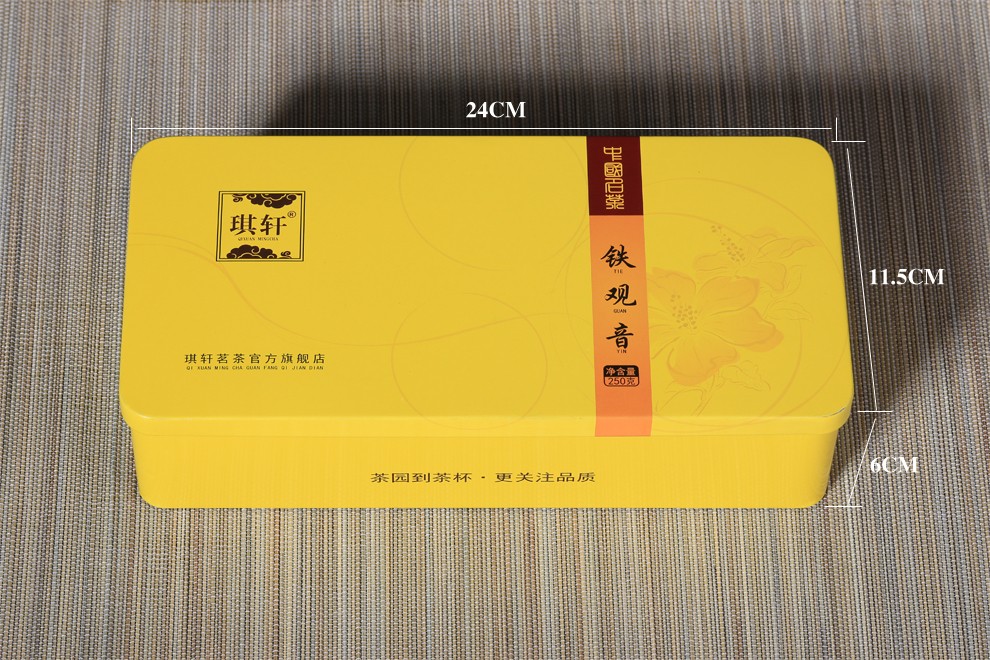 24CM
中國名茶
琪轩®
QIXUAN MINGCHA
铁
TIE
观
GUAN
音
YIN
11.5CM
琪轩茗茶官方旗舰店
QI XUAN MING CHA GUAN FANG QI JIAN DIAN
净含量
250克
6CM
茶园到茶杯·更关注品质